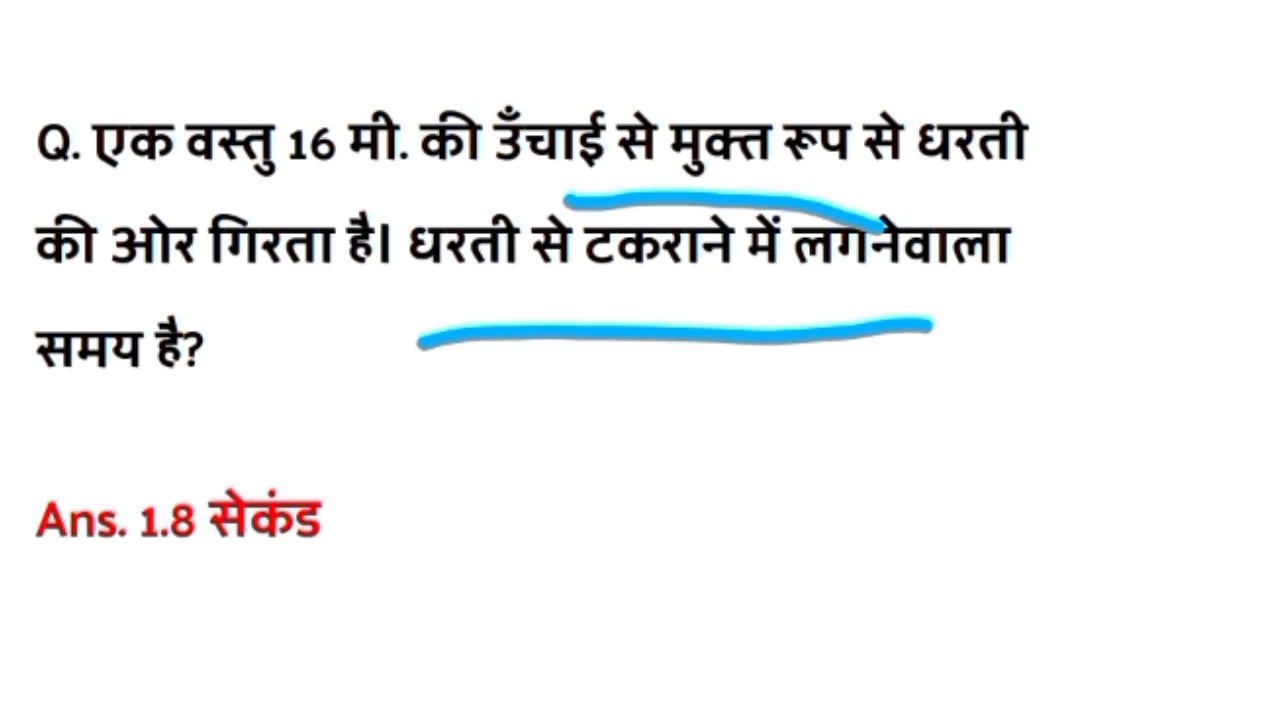 Q. एक वस्तु 16 मी. की उँचाई से मुक्त रूप से धरती
की ओर गिरता है। धरती से टकराने में लगनेवाला
समय है?
Ans. 1.8 सेकंड